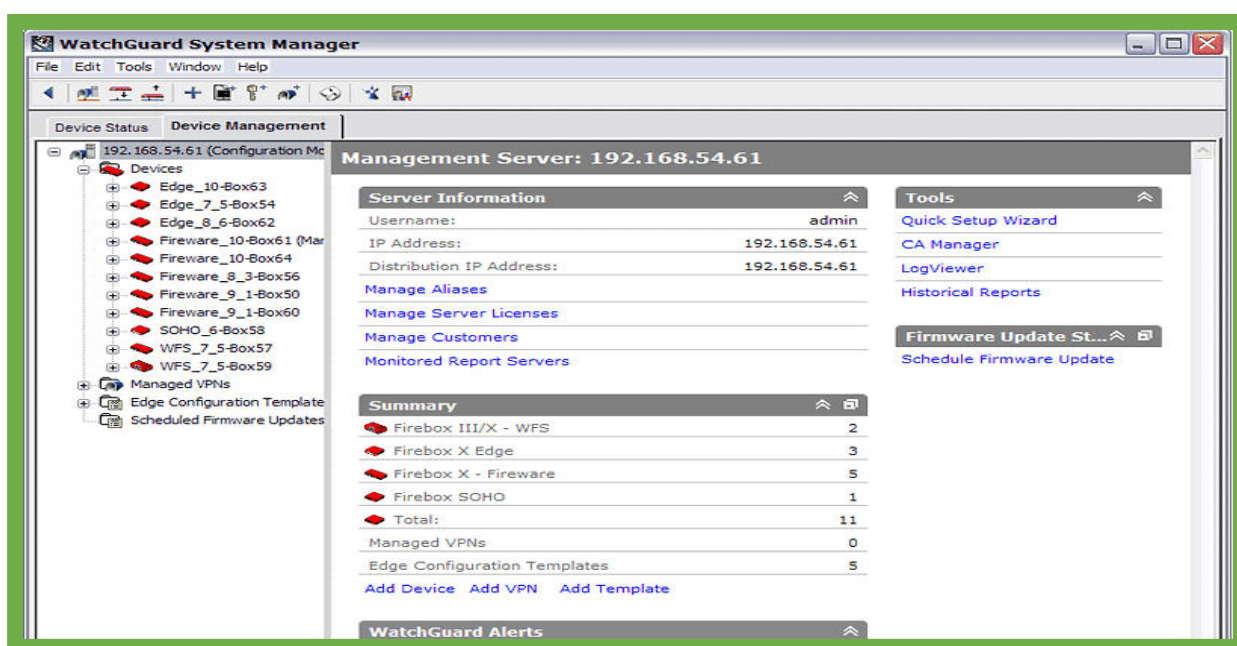 WatchGuard System Manager
File Edit Tools Window Help
Device Status Device Management
192.168.54.61 (Configuration Mc
Devices
Edge_10-Box63
Edge_7_5-Box54
Edge_8_6-Box62
Fireware_10-Box61 (Mar
Fireware_10-Box64
Fireware_8_3-Box56
Fireware_9_1-Box50
Fireware_9_1-Box60
SOHO_6-Box58
WFS_7_5-Box57
WFS_7_5-Box59
Managed VPNs
Edge Configuration Template
Scheduled Firmware Updates
Management Server: 192.168.54.61
Server Information
Username: admin
IP Address: 192.168.54.61
Distribution IP Address: 192.168.54.61
Manage Aliases
Manage Server Licenses
Manage Customers
Monitored Report Servers
Summary
Firebox III/X - WFS 2
Firebox X Edge 3
Firebox X - Fireware 5
Firebox SOHO 1
Total: 11
Managed VPNs 0
Edge Configuration Templates 5
Add Device Add VPN Add Template
WatchGuard Alerts
Tools
Quick Setup Wizard
CA Manager
LogViewer
Historical Reports
Firmware Update St...
Schedule Firmware Update